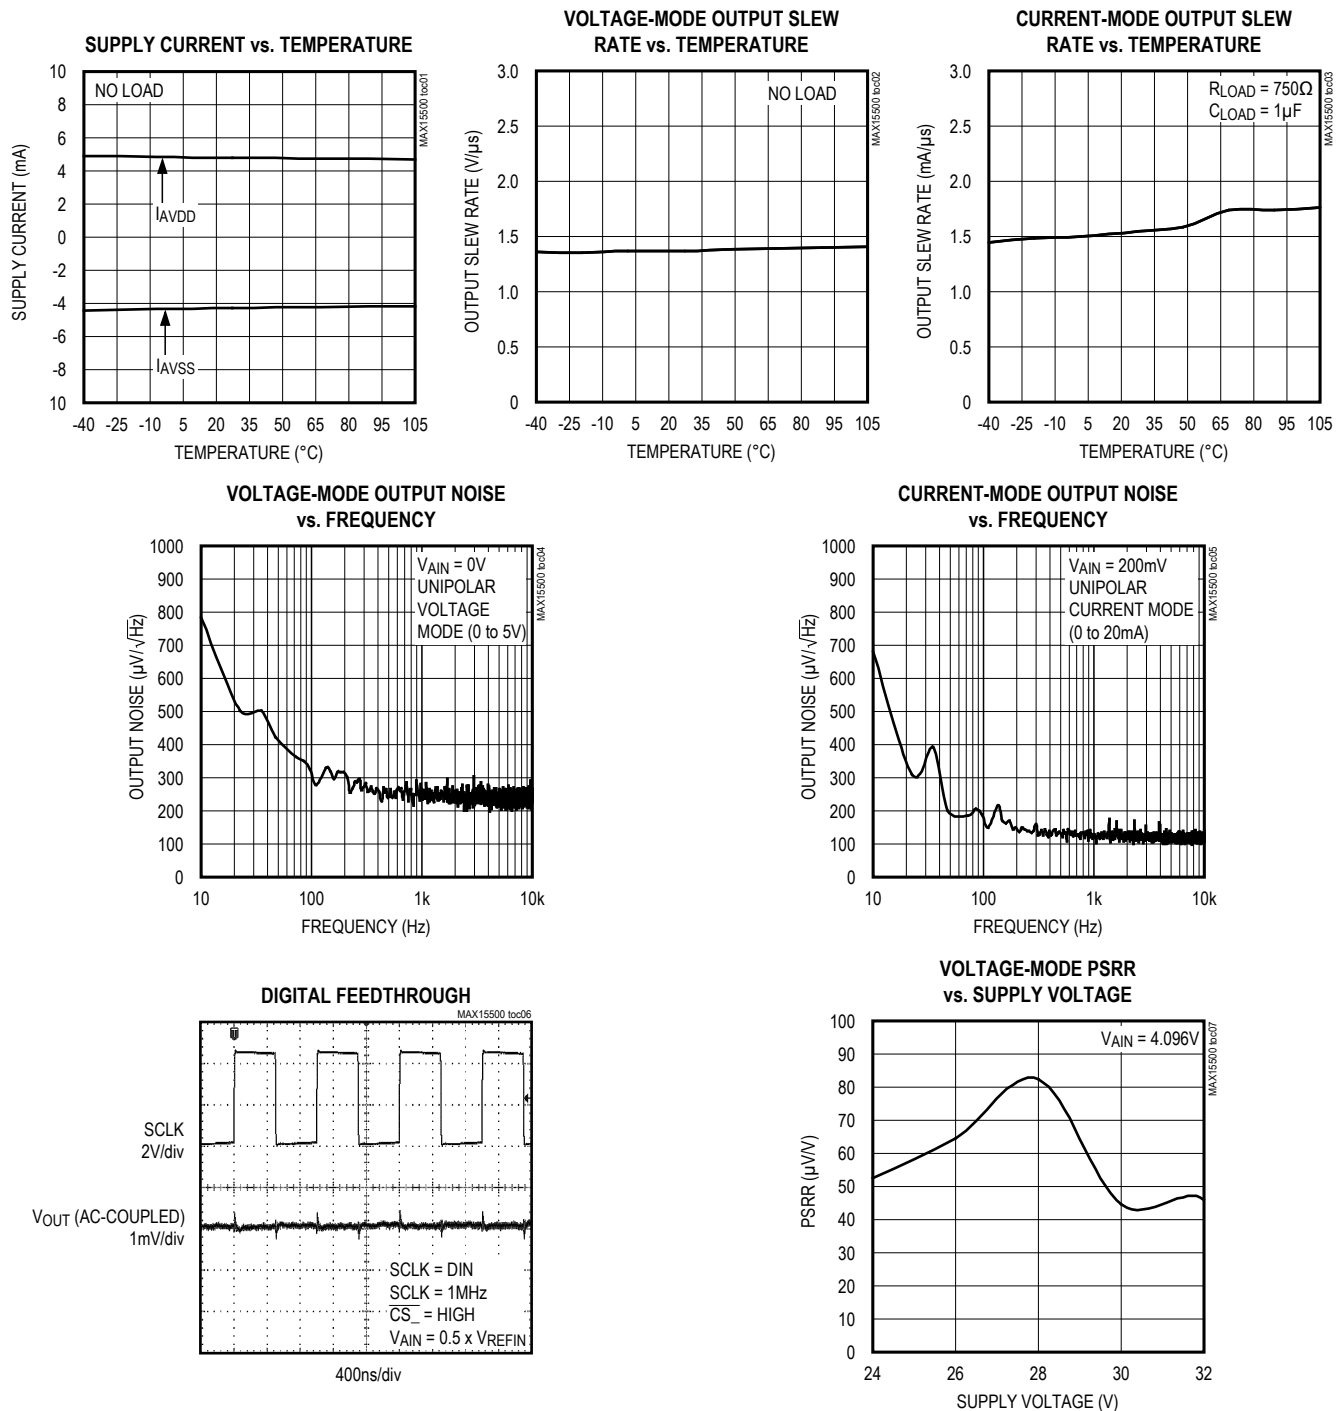 SUPPLY CURRENT vs. TEMPERATURE
SUPPLY CURRENT (mA)
10
8
6
4
2
0
-2
-4
-6
-8
10
NO LOAD
IAVDD
IAVSS
MAX15500 toc01
-40 -25 -10 5 20 35 50 65 80 95 105
TEMPERATURE (°C)
VOLTAGE-MODE OUTPUT SLEW
RATE vs. TEMPERATURE
OUTPUT SLEW RATE (V/µs)
3.0
2.5
2.0
1.5
1.0
0.5
0
NO LOAD
MAX15500 toc02
-40 -25 -10 5 20 35 50 65 80 95 105
TEMPERATURE (°C)
CURRENT-MODE OUTPUT SLEW
RATE vs. TEMPERATURE
OUTPUT SLEW RATE (mA/µs)
3.0
2.5
2.0
1.5
1.0
0.5
0
RLOAD = 750Ω
CLOAD = 1µF
MAX15500 toc03
-40 -25 -10 5 20 35 50 65 80 95 105
TEMPERATURE (°C)
VOLTAGE-MODE OUTPUT NOISE
vs. FREQUENCY
OUTPUT NOISE (µV/√Hz)
1000
900
800
700
600
500
400
300
200
100
0
VAIN = 0V
UNIPOLAR
VOLTAGE
MODE (0 to 5V)
MAX15500 toc04
10 100 1k 10k
FREQUENCY (Hz)
CURRENT-MODE OUTPUT NOISE
vs. FREQUENCY
OUTPUT NOISE (µV/√Hz)
1000
900
800
700
600
500
400
300
200
100
0
VAIN = 200mV
UNIPOLAR
CURRENT MODE
(0 to 20mA)
MAX15500 toc05
10 100 1k 10k
FREQUENCY (Hz)
DIGITAL FEEDTHROUGH
MAX15500 toc06
SCLK
2V/div
VOUT (AC-COUPLED)
1mV/div
SCLK = DIN
SCLK = 1MHz
C̅S̅_̅ = HIGH
VAIN = 0.5 x VREFIN
400ns/div
VOLTAGE-MODE PSRR
vs. SUPPLY VOLTAGE
PSRR (µV/V)
100
90
80
70
60
50
40
30
20
10
0
VAIN = 4.096V
MAX15500 toc07
24 26 28 30 32
SUPPLY VOLTAGE (V)